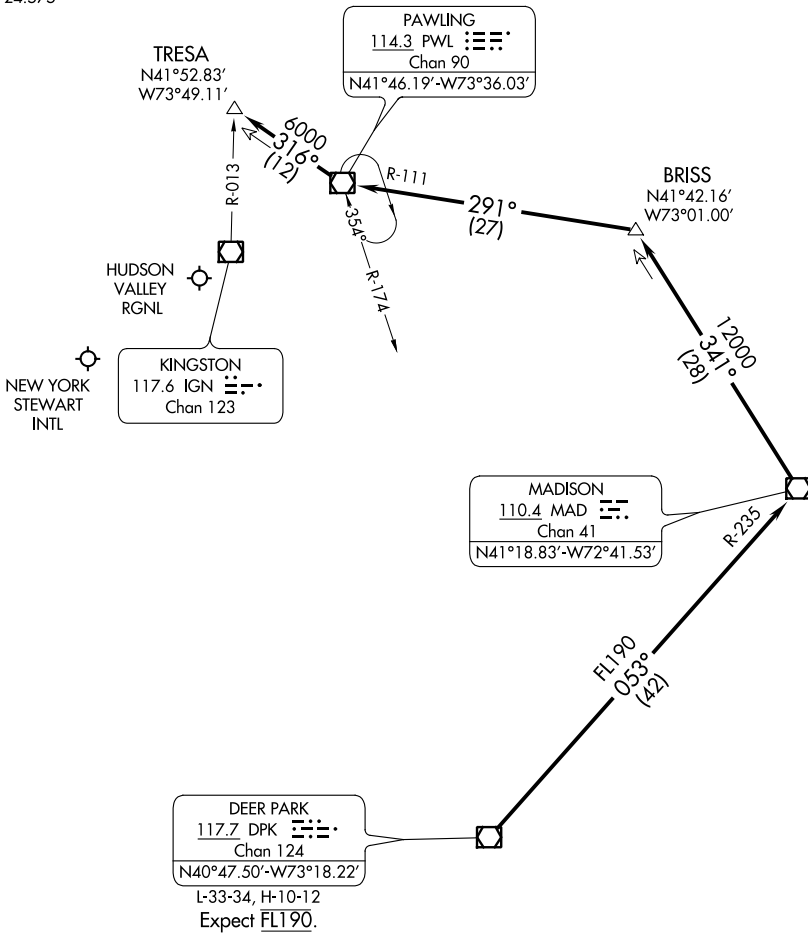 PAWLING
114.3 PWL
Chan 90
N41°46.19'-W73°36.03'
TRESA
N41°52.83'
W73°49.11'
6000
316°
(12)
R-013
R-111
291°
(27)
BRISS
N41°42.16'
W73°01.00'
354°
R-174
HUDSON
VALLEY
RGNL
NEW YORK
STEWART
INTL
KINGSTON
117.6 IGN
Chan 123
12000
341°
(28)
MADISON
110.4 MAD
Chan 41
N41°18.83'-W72°41.53'
R-235
FL190
053°
(42)
DEER PARK
117.7 DPK
Chan 124
N40°47.50'-W73°18.22'
L-33-34, H-10-12
Expect FL190.